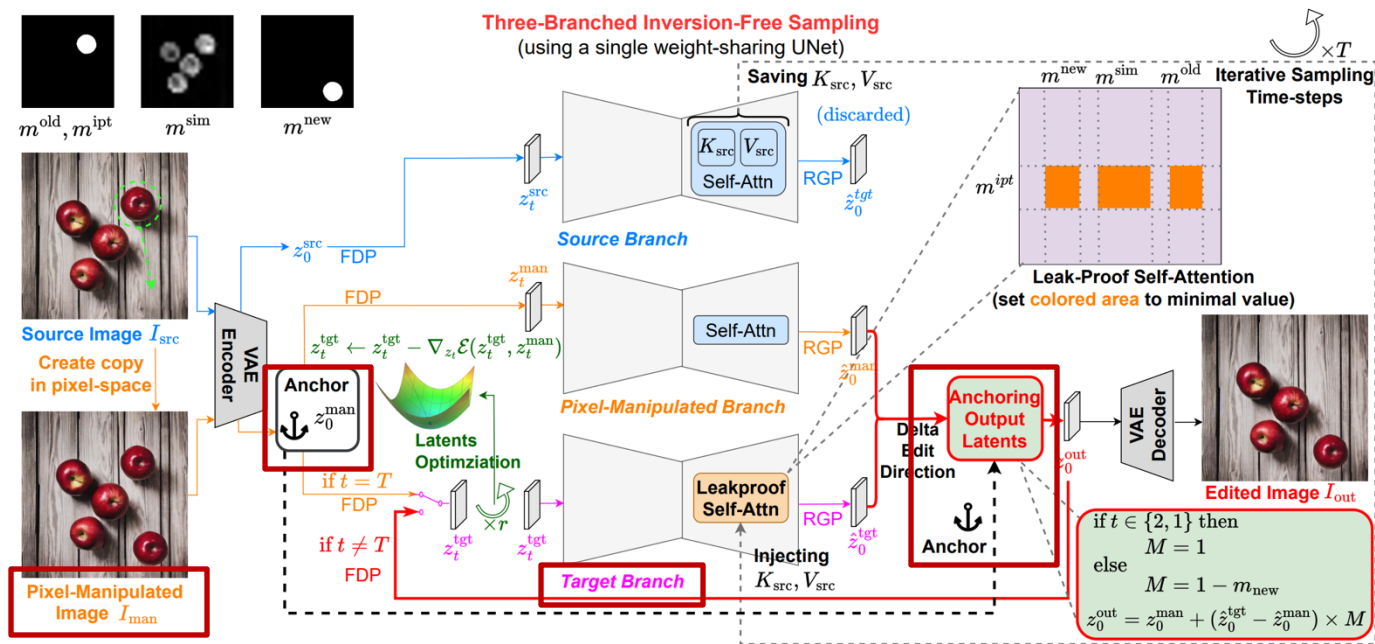 Three-Branched Inversion-Free Sampling
(using a single weight-sharing UNet)
×T
Iterative Sampling
Time-steps
m^old, m^ipt
m^sim
m^new
Saving K_src, V_src
(discarded)
K_src
V_src
Self-Attn
z_t^src
RGP
ẑ_0^tgt
z_0^src
FDP
Source Branch
m^new
m^sim
m^old
m^ipt
Leak-Proof Self-Attention
(set colored area to minimal value)
Source Image I_src
Create copy
in pixel-space
VAE
Encoder
FDP
z_t^man
Self-Attn
RGP
ẑ_0^man
z_t^tgt ← z_t^tgt − ∇_{z_t} ℰ(z_t^tgt, z_t^man)
Pixel-Manipulated Branch
Anchor
z_0^man
Latents
Optimziation
if t = T
FDP
×r
z_t^tgt
z_t^tgt
if t ≠ T
FDP
Leakproof
Self-Attn
RGP
ẑ_0^tgt
Injecting
K_src, V_src
Target Branch
Delta
Edit
Direction
Anchoring
Output
Latents
Anchor
z_0^out
VAE
Decoder
Edited Image I_out
Pixel-Manipulated
Image I_man
if t ∈ {2, 1} then
M = 1
else
M = 1 − m_new
z_0^out = z_0^man + (ẑ_0^tgt − ẑ_0^man) × M